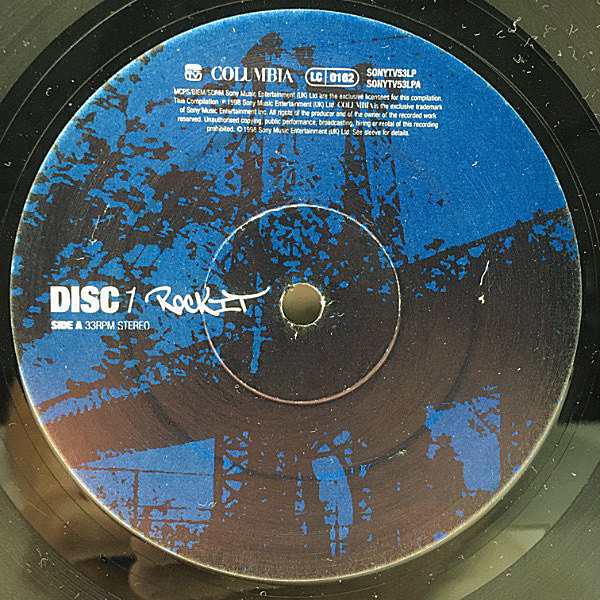 COLUMBIA LC 0162 SONYTV53LP
SONYTV53LPA
MCPS/BIEM/SDRM Sony Music Entertainment (UK) Ltd are the exclusive licencees for this compilation.
This Compilation ℗ 1998 Sony Music Entertainment (UK) Ltd. COLUMBIA is the exclusive trademark
of Sony Music Entertainment Inc. All rights of the producer and of the owner of the recorded work
reserved. Unauthorised copying, public performance, broadcasting, hiring or rental of this recording
prohibited. © 1998 Sony Music Entertainment (UK) Ltd. See sleeve for details.
DISC 1 ROCKIT
SIDE A 33RPM STEREO